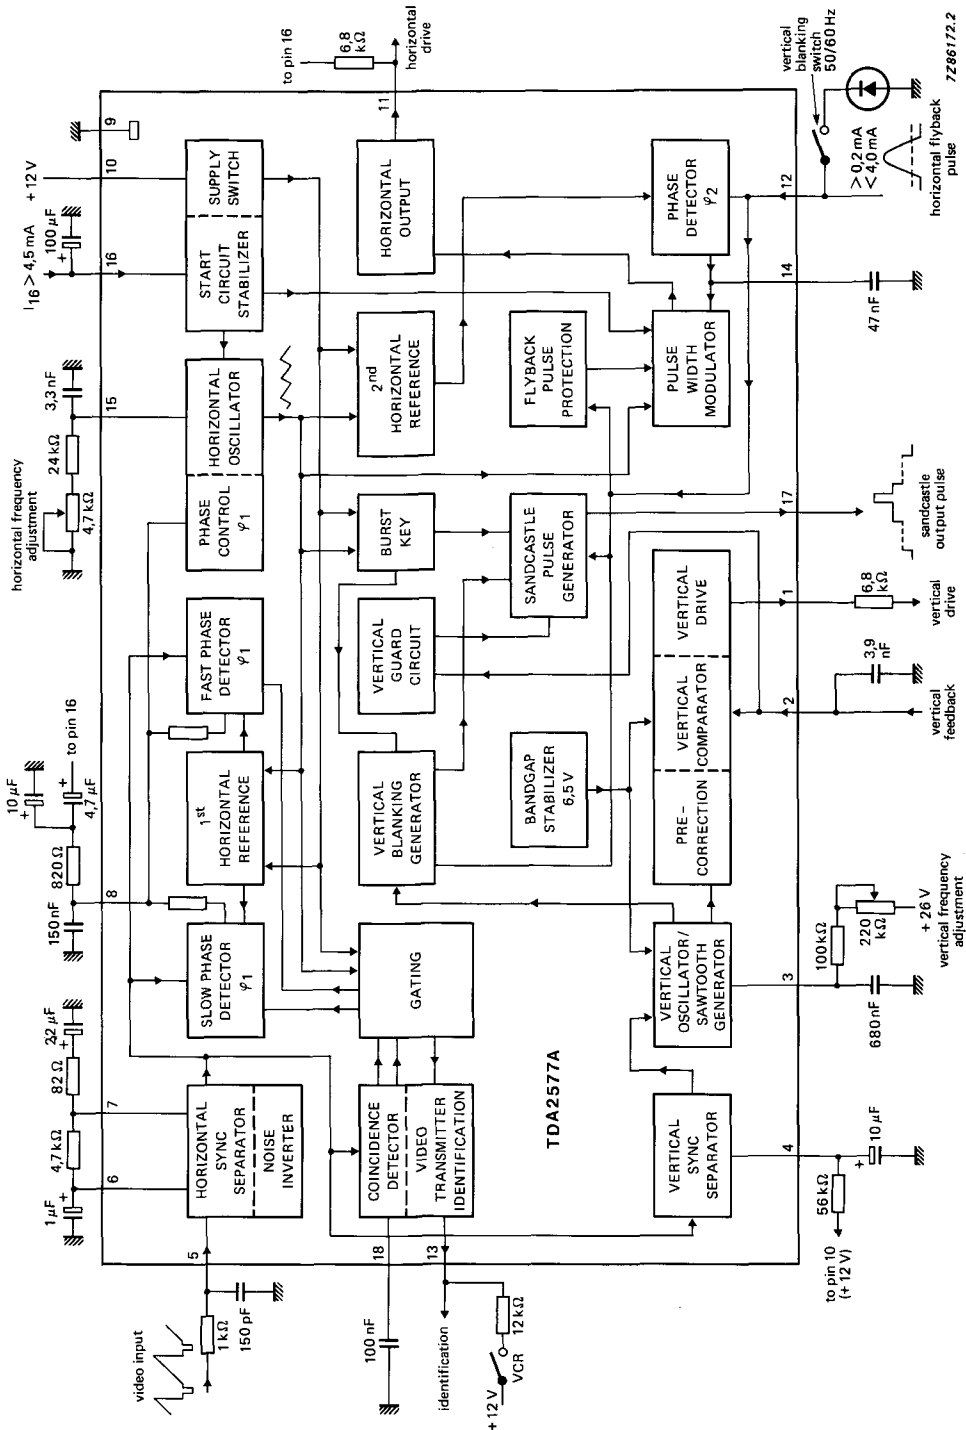 video input
1 kΩ
150 pF
5
1 µF
+
4,7 kΩ
82 Ω
22 µF
+
6
7
150 nF
820 Ω
10 µF
+
4,7 µF
+
to pin 16
8
horizontal frequency
adjustment
4,7 kΩ
24 kΩ
3,3 nF
15
I16 > 4,5 mA
+
100 µF
16
+ 12 V
10
9
HORIZONTAL
SYNC
SEPARATOR
NOISE
INVERTER
SLOW PHASE
DETECTOR
φ1
1st
HORIZONTAL
REFERENCE
FAST PHASE
DETECTOR
φ1
PHASE
CONTROL
φ1
HORIZONTAL
OSCILLATOR
START
CIRCUIT
STABILIZER
SUPPLY
SWITCH
100 nF
18
13
identification
+ 12 V
VCR
12 kΩ
COINCIDENCE
DETECTOR
VIDEO
TRANSMITTER
IDENTIFICATION
GATING
VERTICAL
BLANKING
GENERATOR
VERTICAL
GUARD
CIRCUIT
BURST
KEY
2nd
HORIZONTAL
REFERENCE
HORIZONTAL
OUTPUT
11
to pin 16
6,8
kΩ
horizontal
drive
TDA2577A
BANDGAP
STABILIZER
6,5 V
SANDCASTLE
PULSE
GENERATOR
FLYBACK
PULSE
PROTECTION
VERTICAL
SYNC
SEPARATOR
VERTICAL
OSCILLATOR/
SAWTOOTH
GENERATOR
PRE-
CORRECTION
VERTICAL
COMPARATOR
VERTICAL
DRIVE
PULSE
WIDTH
MODULATOR
PHASE
DETECTOR
φ2
4
to pin 10
(+ 12 V)
56 kΩ
+
10 µF
3
680 nF
100 kΩ
220
kΩ
+ 26 V
vertical frequency
adjustment
2
vertical
feedback
3,9
nF
1
6,8
kΩ
vertical
drive
17
sandcastle
output pulse
14
47 nF
12
> 0,2 mA
< 4,0 mA
horizontal flyback
pulse
vertical
blanking
switch
50/60 Hz
7Z86172.2